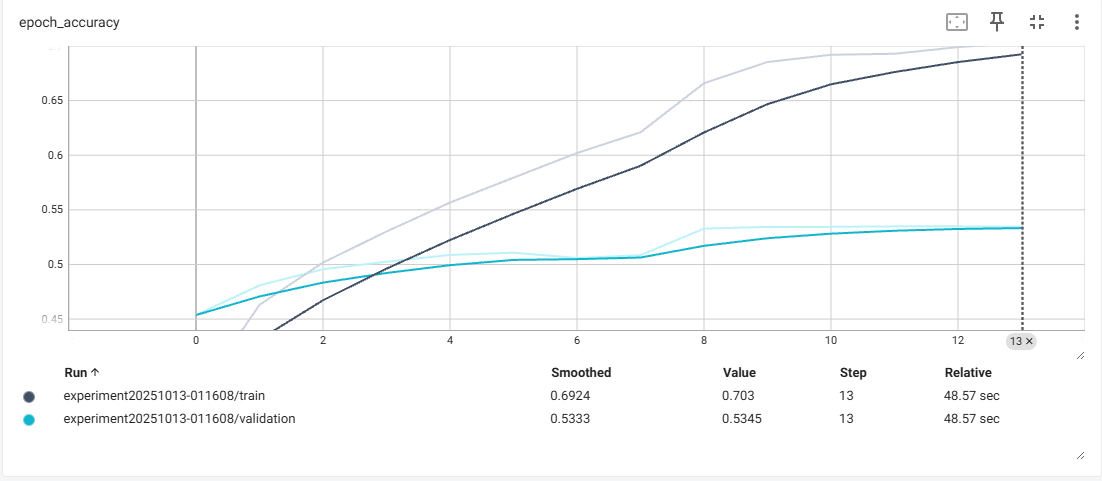 epoch_accuracy
0.65
0.6
0.55
0.5
0.45
0 2 4 6 8 10 12 13 ×
Run ↑ Smoothed Value Step Relative
experiment20251013-011608/train 0.6924 0.703 13 48.57 sec
experiment20251013-011608/validation 0.5333 0.5345 13 48.57 sec